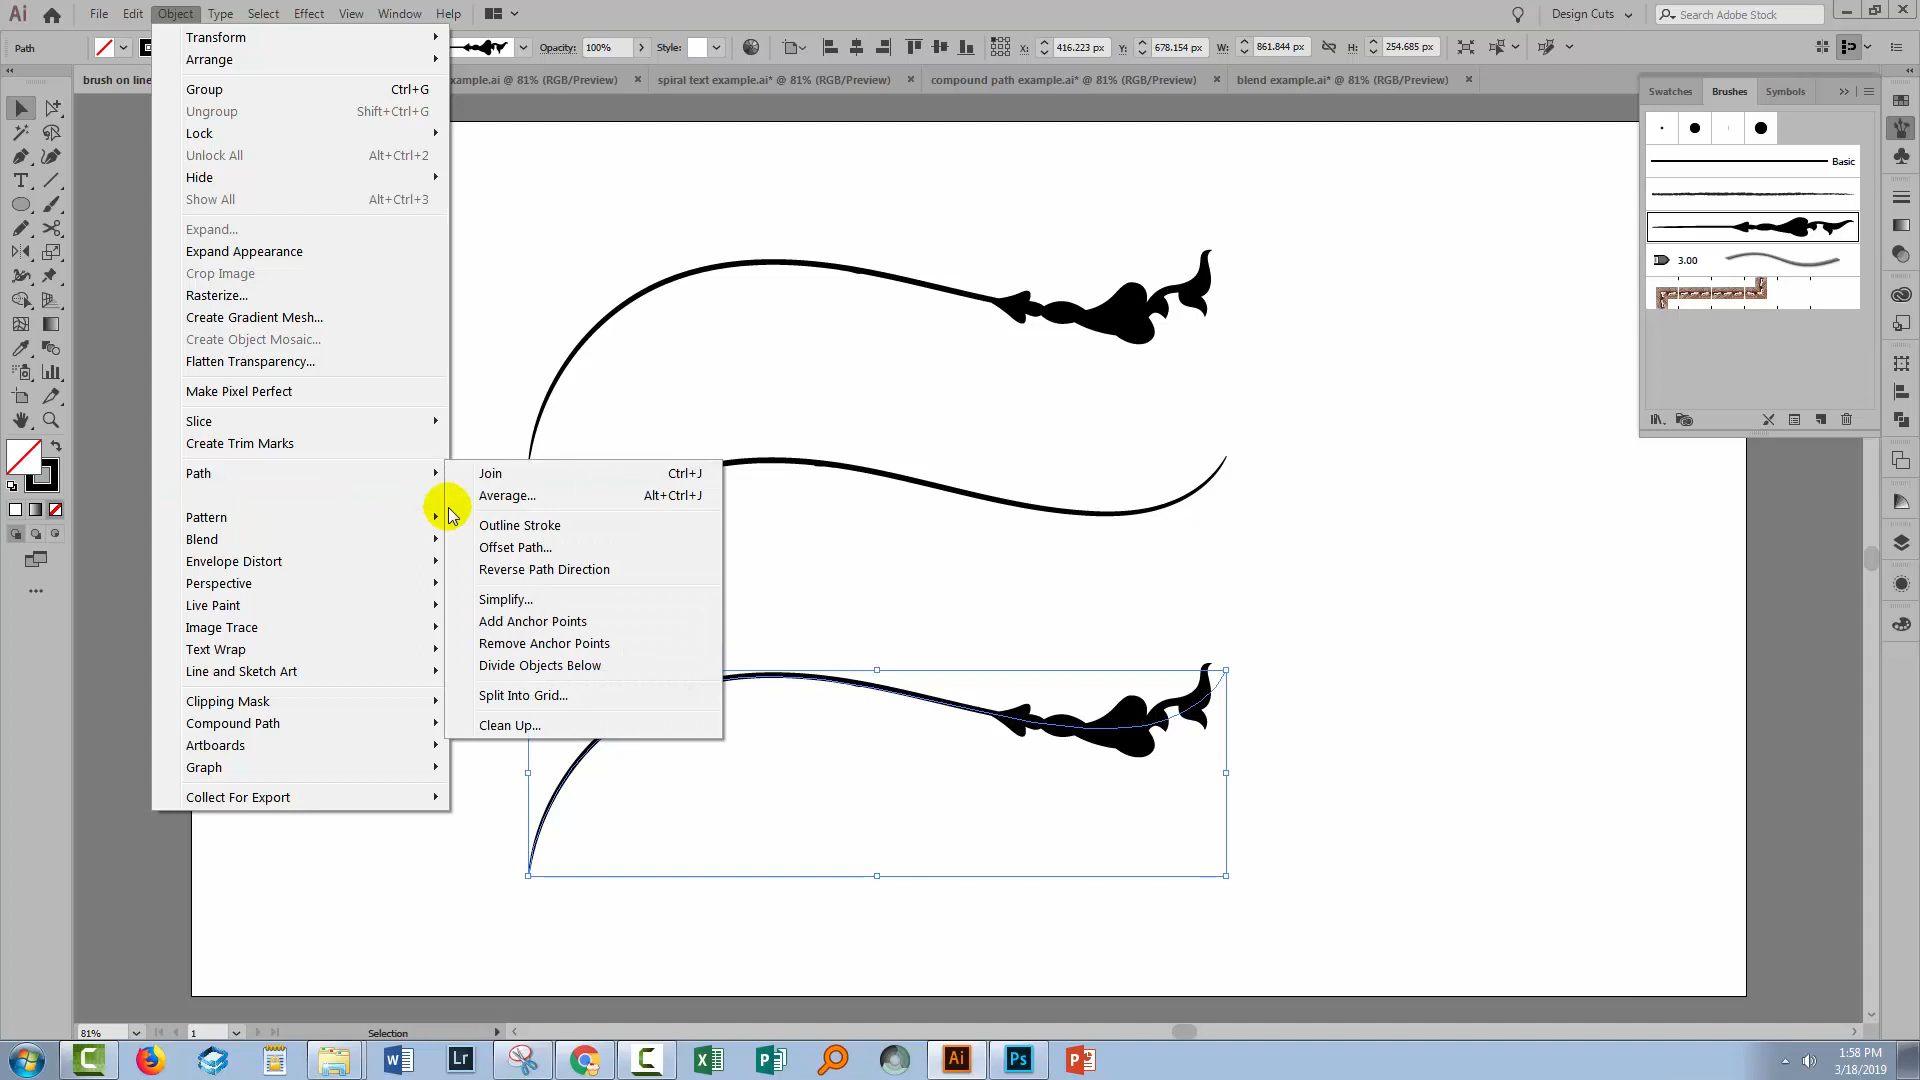 Ai File Edit Object Type Select Effect View Window Help Design Cuts Search Adobe Stock
Path Opacity: 100% Style: X: 416.223 px Y: 678.154 px W: 861.844 px H: 254.685 px
brush on line xample.ai @ 81% (RGB/Preview) × spiral text example.ai* @ 81% (RGB/Preview) × compound path example.ai* @ 81% (RGB/Preview) × blend example.ai* @ 81% (RGB/Preview) ×
Transform
Arrange
Group Ctrl+G
Ungroup Shift+Ctrl+G
Lock
Unlock All Alt+Ctrl+2
Hide
Show All Alt+Ctrl+3
Expand...
Expand Appearance
Crop Image
Rasterize...
Create Gradient Mesh...
Create Object Mosaic...
Flatten Transparency...
Make Pixel Perfect
Slice
Create Trim Marks
Path
Pattern
Blend
Envelope Distort
Perspective
Live Paint
Image Trace
Text Wrap
Line and Sketch Art
Clipping Mask
Compound Path
Artboards
Graph
Collect For Export
Join Ctrl+J
Average... Alt+Ctrl+J
Outline Stroke
Offset Path...
Reverse Path Direction
Simplify...
Add Anchor Points
Remove Anchor Points
Divide Objects Below
Split Into Grid...
Clean Up...
Swatches Brushes Symbols
Basic
3.00
81% 1 Selection
Lr Ai Ps
1:58 PM
3/18/2019